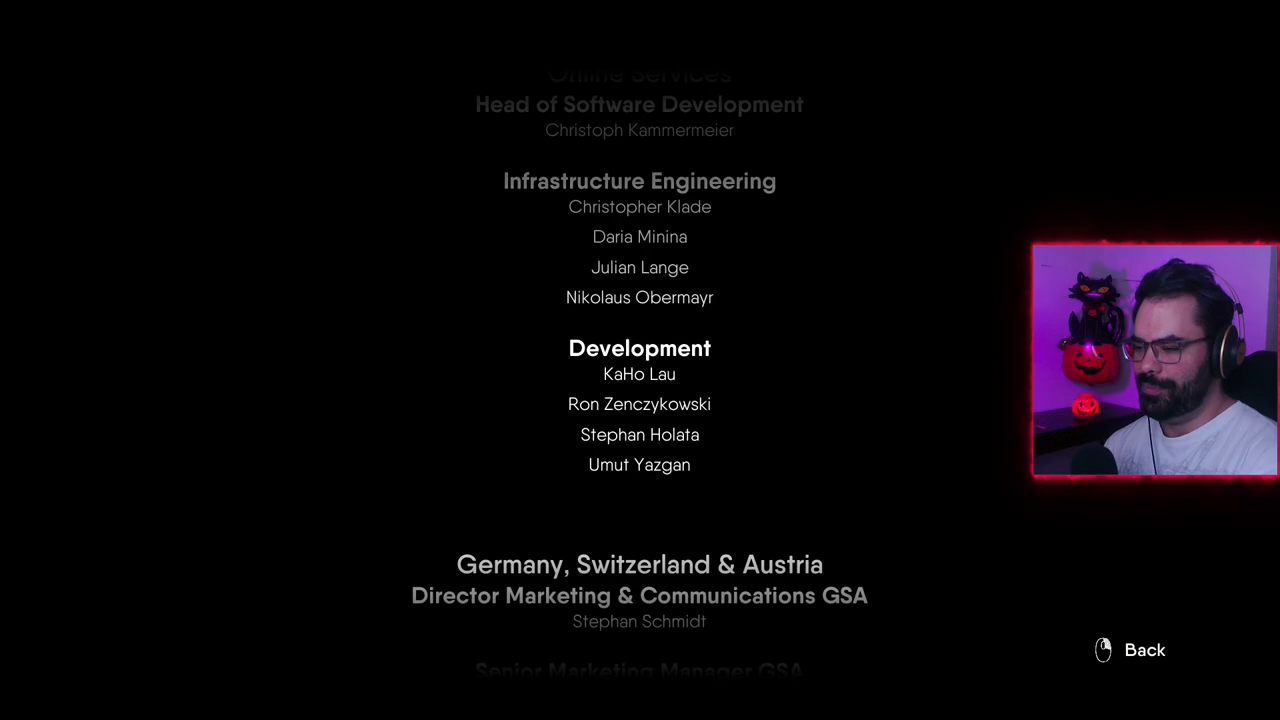 Online Services
Head of Software Development
Christoph Kammermeier
Infrastructure Engineering
Christopher Klade
Daria Minina
Julian Lange
Nikolaus Obermayr
Development
KaHo Lau
Ron Zenczykowski
Stephan Holata
Umut Yazgan
Germany, Switzerland & Austria
Director Marketing & Communications GSA
Stephan Schmidt
Senior Marketing Manager GSA
Back